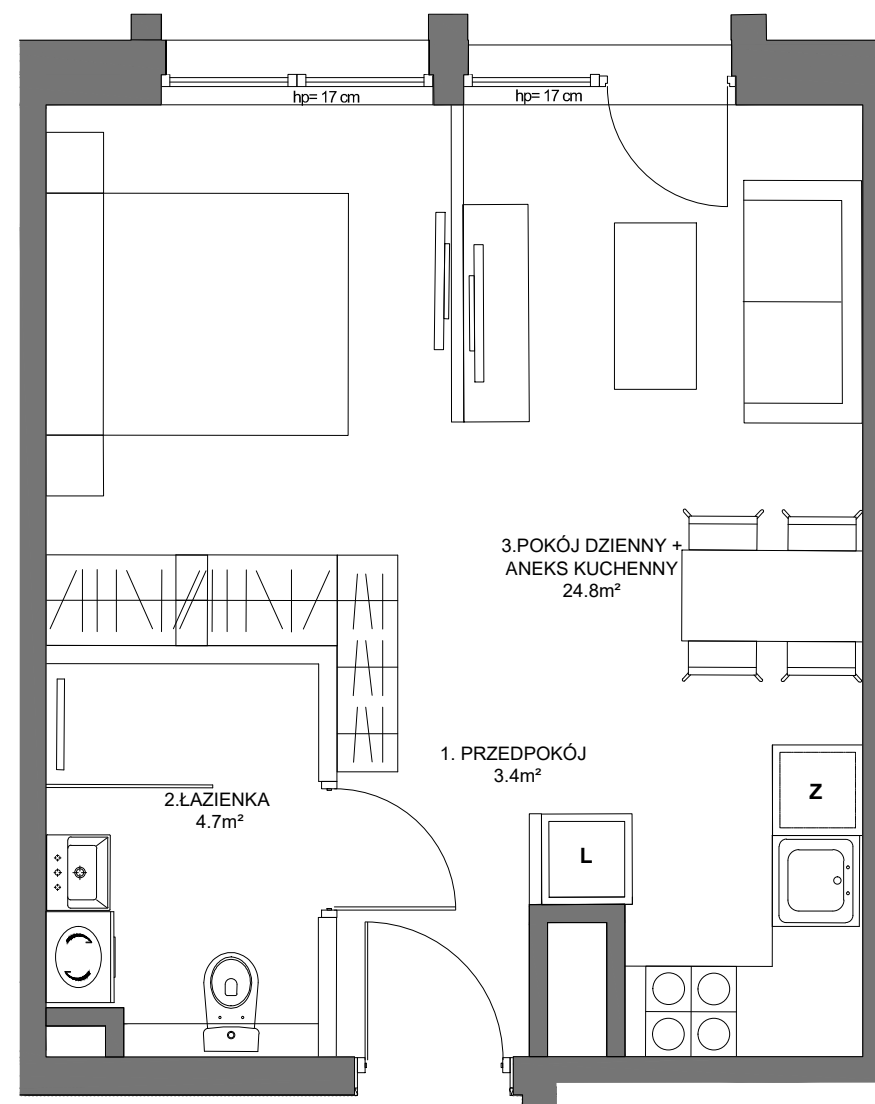 hp= 17 cm
hp= 17 cm
3.POKÓJ DZIENNY +
ANEKS KUCHENNY
24.8m²
1. PRZEDPOKÓJ
3.4m²
2.ŁAZIENKA
4.7m²
Z
L